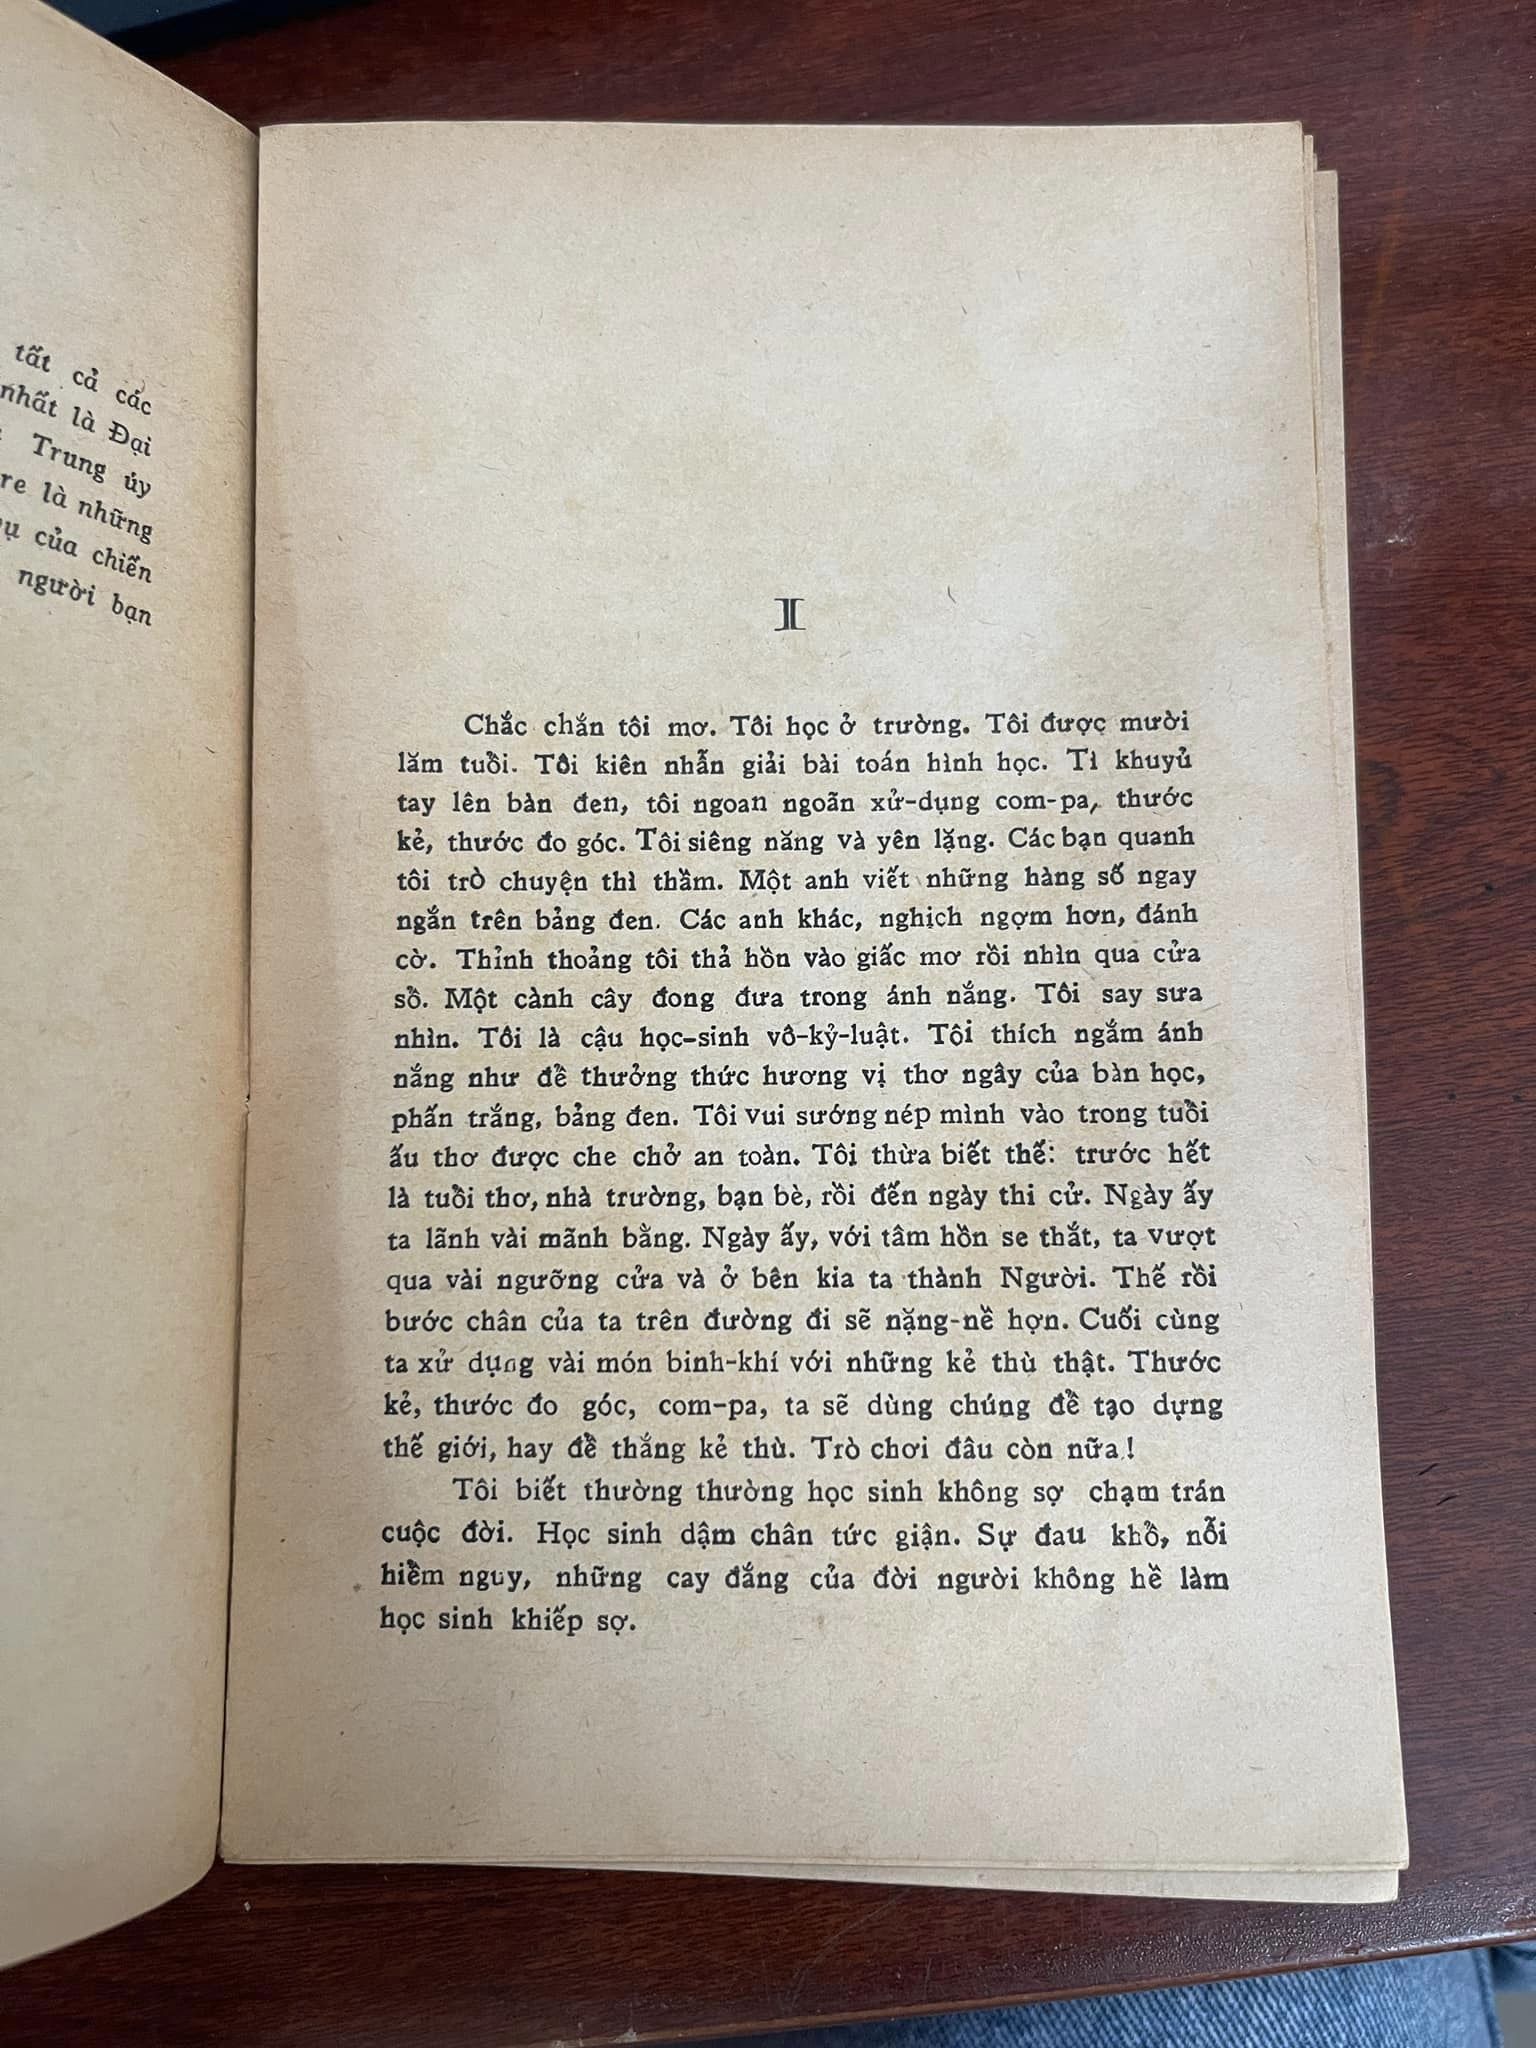 tất cả các
nhất là Đại
Trung úy
re là những
của chiến
người bạn
I
Chắc chắn tôi mơ. Tôi học ở trường. Tôi được mười
lăm tuổi. Tôi kiên nhẫn giải bài toán hình học. Tì khuỷu
tay lên bàn đen, tôi ngoan ngoãn xử-dụng com-pa, thước
kẻ, thước đo góc. Tôi siêng năng và yên lặng. Các bạn quanh
tôi trò chuyện thì thầm. Một anh viết những hàng số ngay
ngắn trên bảng đen. Các anh khác, nghịch ngợm hơn, đánh
cờ. Thỉnh thoảng tôi thả hồn vào giấc mơ rồi nhìn qua cửa
sổ. Một cành cây đong đưa trong ánh nắng. Tôi say sưa
nhìn. Tôi là cậu học-sinh vô-kỷ-luật. Tôi thích ngắm ánh
nắng như để thưởng thức hương vị thơ ngây của bàn học,
phấn trắng, bảng đen. Tôi vui sướng nép mình vào trong tuổi
ấu thơ được che chở an toàn. Tôi thừa biết thế: trước hết
là tuổi thơ, nhà trường, bạn bè, rồi đến ngày thi cử. Ngày ấy
ta lãnh vài mãnh bằng. Ngày ấy, với tâm hồn se thắt, ta vượt
qua vài ngưỡng cửa và ở bên kia ta thành Người. Thế rồi
bước chân của ta trên đường đi sẽ nặng-nề hơn. Cuối cùng
ta xử dụng vài món binh-khí với những kẻ thù thật. Thước
kẻ, thước đo góc, com-pa, ta sẽ dùng chúng để tạo dựng
thế giới, hay để thắng kẻ thù. Trò chơi đâu còn nữa!
Tôi biết thường thường học sinh không sợ chạm trán
cuộc đời. Học sinh dậm chân tức giận. Sự đau khổ, nỗi
hiểm nguy, những cay đắng của đời người không hề làm
học sinh khiếp sợ.